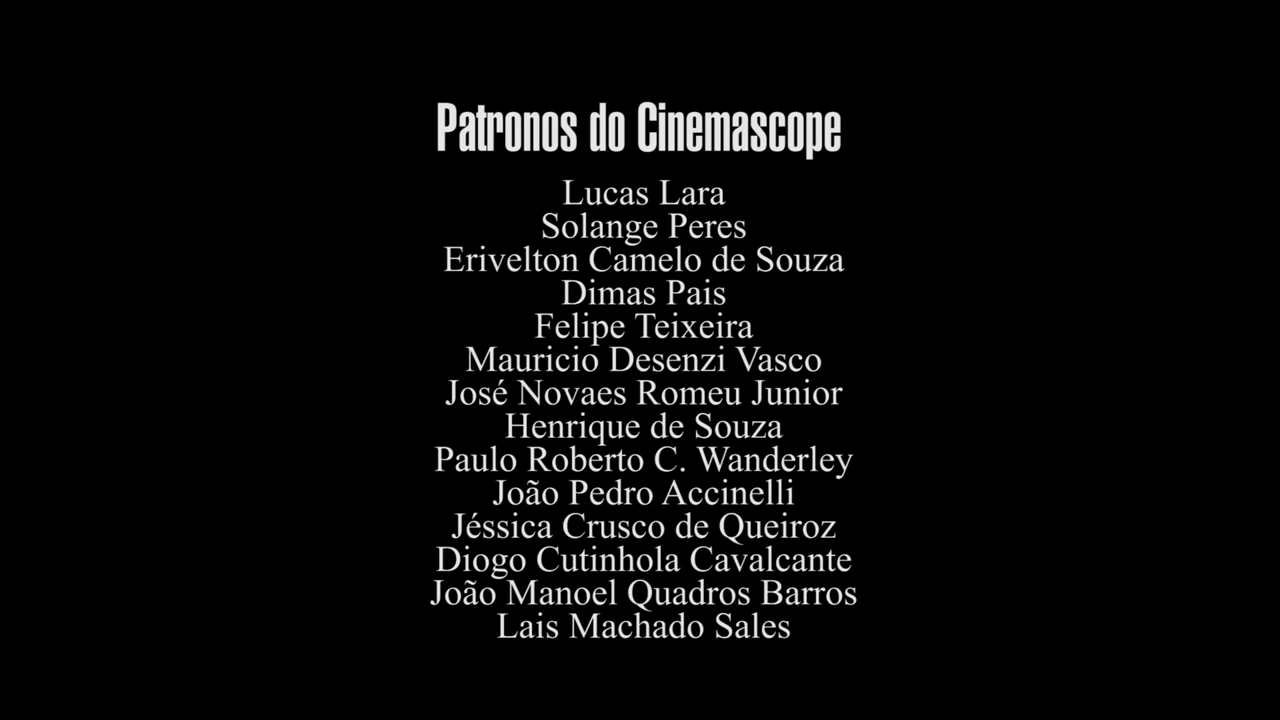 Patronos do Cinemascope
Lucas Lara
Solange Peres
Erivelton Camelo de Souza
Dimas Pais
Felipe Teixeira
Mauricio Desenzi Vasco
José Novaes Romeu Junior
Henrique de Souza
Paulo Roberto C. Wanderley
João Pedro Accinelli
Jéssica Crusco de Queiroz
Diogo Cutinhola Cavalcante
João Manoel Quadros Barros
Lais Machado Sales